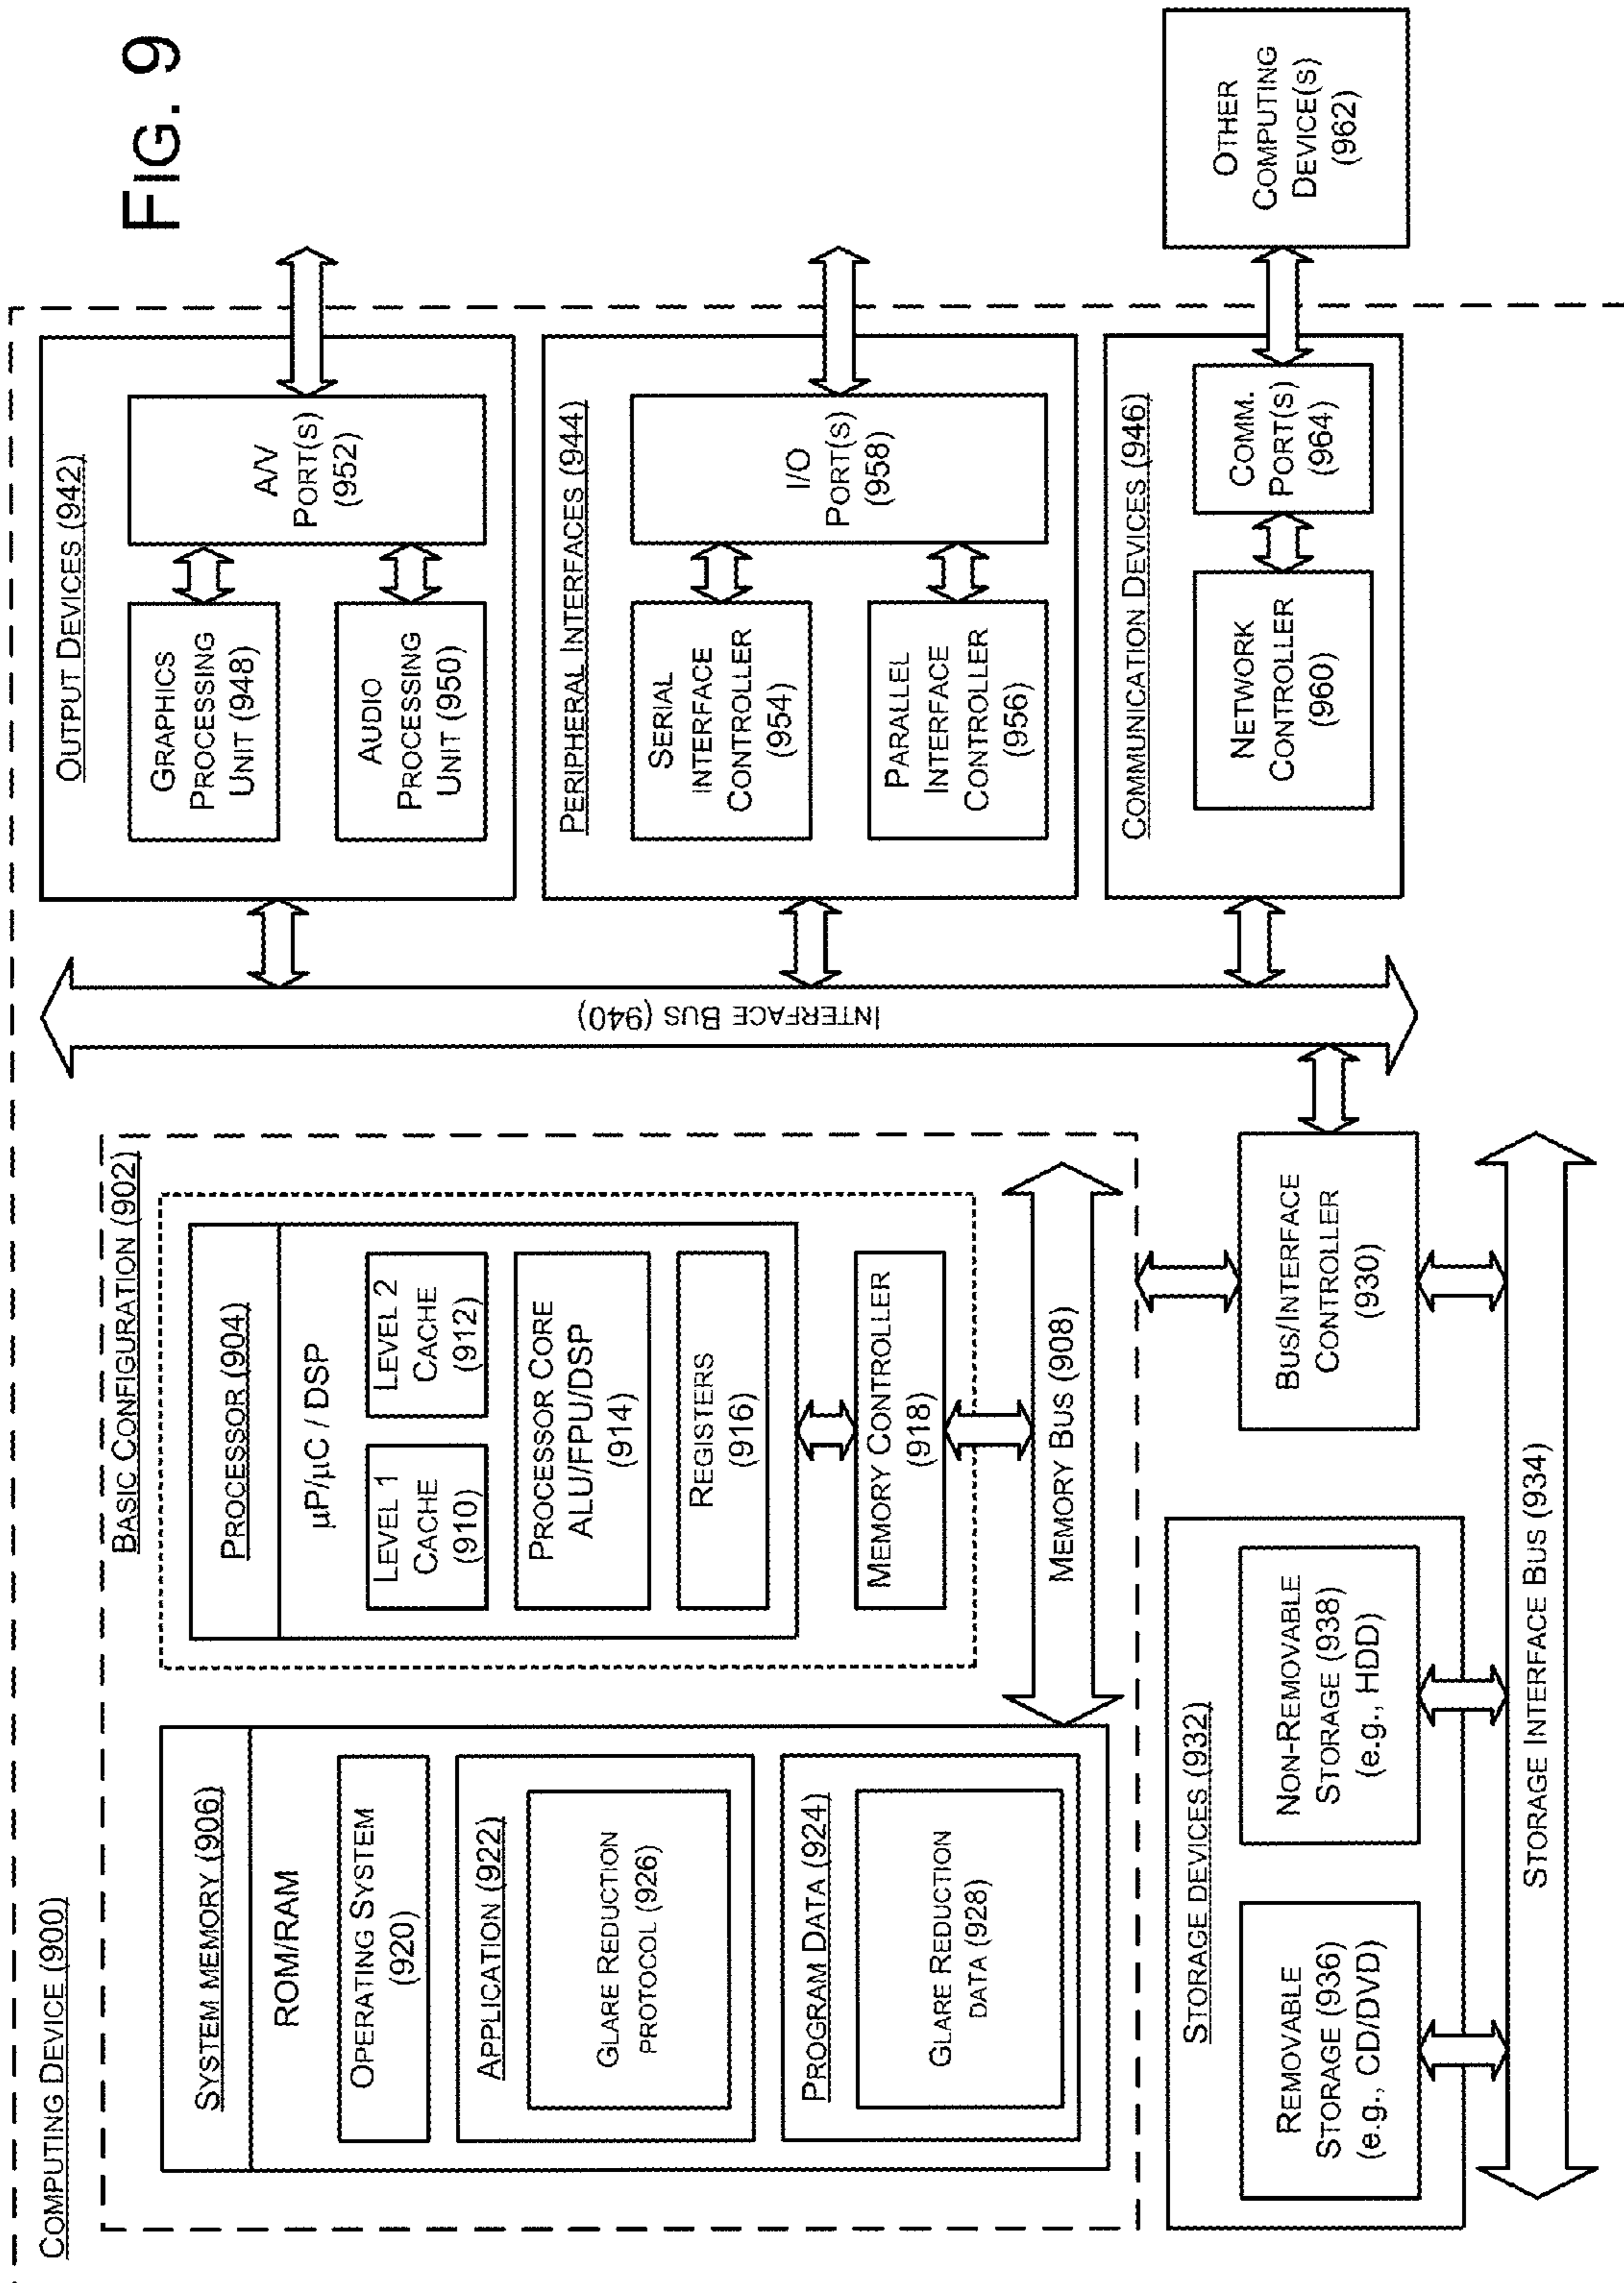 FIG. 9
COMPUTING DEVICE (900)
BASIC CONFIGURATION (902)
SYSTEM MEMORY (906)
ROM/RAM
OPERATING SYSTEM
(920)
APPLICATION (922)
GLARE REDUCTION
PROTOCOL (926)
PROGRAM DATA (924)
GLARE REDUCTION
DATA (928)
PROCESSOR (904)
µP/µC / DSP
LEVEL 1
CACHE
(910)
LEVEL 2
CACHE
(912)
PROCESSOR CORE
ALU/FPU/DSP
(914)
REGISTERS
(916)
MEMORY CONTROLLER
(918)
MEMORY BUS (908)
BUS/INTERFACE
CONTROLLER
(930)
STORAGE DEVICES (932)
REMOVABLE
STORAGE (936)
(e.g., CD/DVD)
NON-REMOVABLE
STORAGE (938)
(e.g., HDD)
STORAGE INTERFACE BUS (934)
INTERFACE BUS (940)
OUTPUT DEVICES (942)
GRAPHICS
PROCESSING
UNIT (948)
AUDIO
PROCESSING
UNIT (950)
A/V
PORT(S)
(952)
PERIPHERAL INTERFACES (944)
SERIAL
INTERFACE
CONTROLLER
(954)
PARALLEL
INTERFACE
CONTROLLER
(956)
I/O
PORT(S)
(958)
COMMUNICATION DEVICES (946)
NETWORK
CONTROLLER
(960)
COMM.
PORT(S)
(964)
OTHER
COMPUTING
DEVICE(S)
(962)